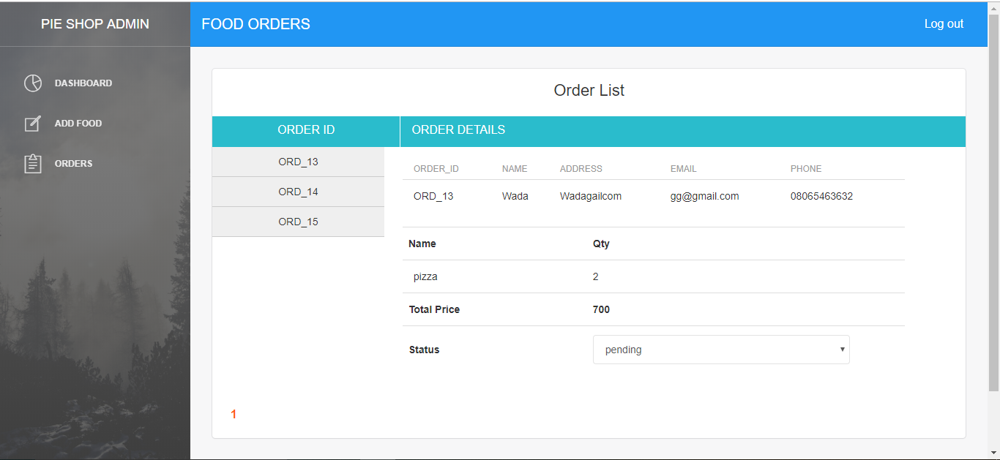 PIE SHOP ADMIN
FOOD ORDERS
Log out
DASHBOARD
ADD FOOD
ORDERS
Order List
ORDER ID
ORDER DETAILS
ORD_13
ORD_14
ORD_15
ORDER_ID NAME ADDRESS EMAIL PHONE
ORD_13 Wada Wadagailcom gg@gmail.com 08065463632
Name Qty
pizza 2
Total Price 700
Status pending
1